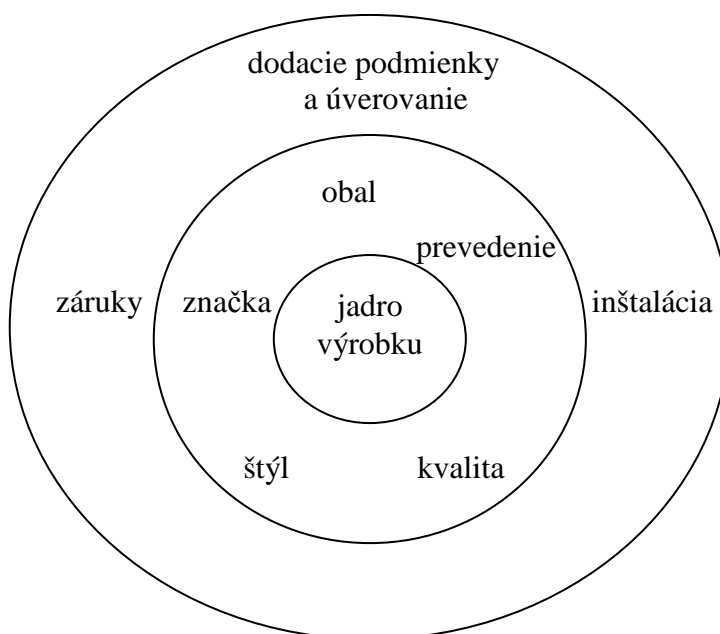 dodacie podmienky
a úverovanie
obal
prevedenie
záruky
značka
jadro
výrobku
inštalácia
štýl
kvalita